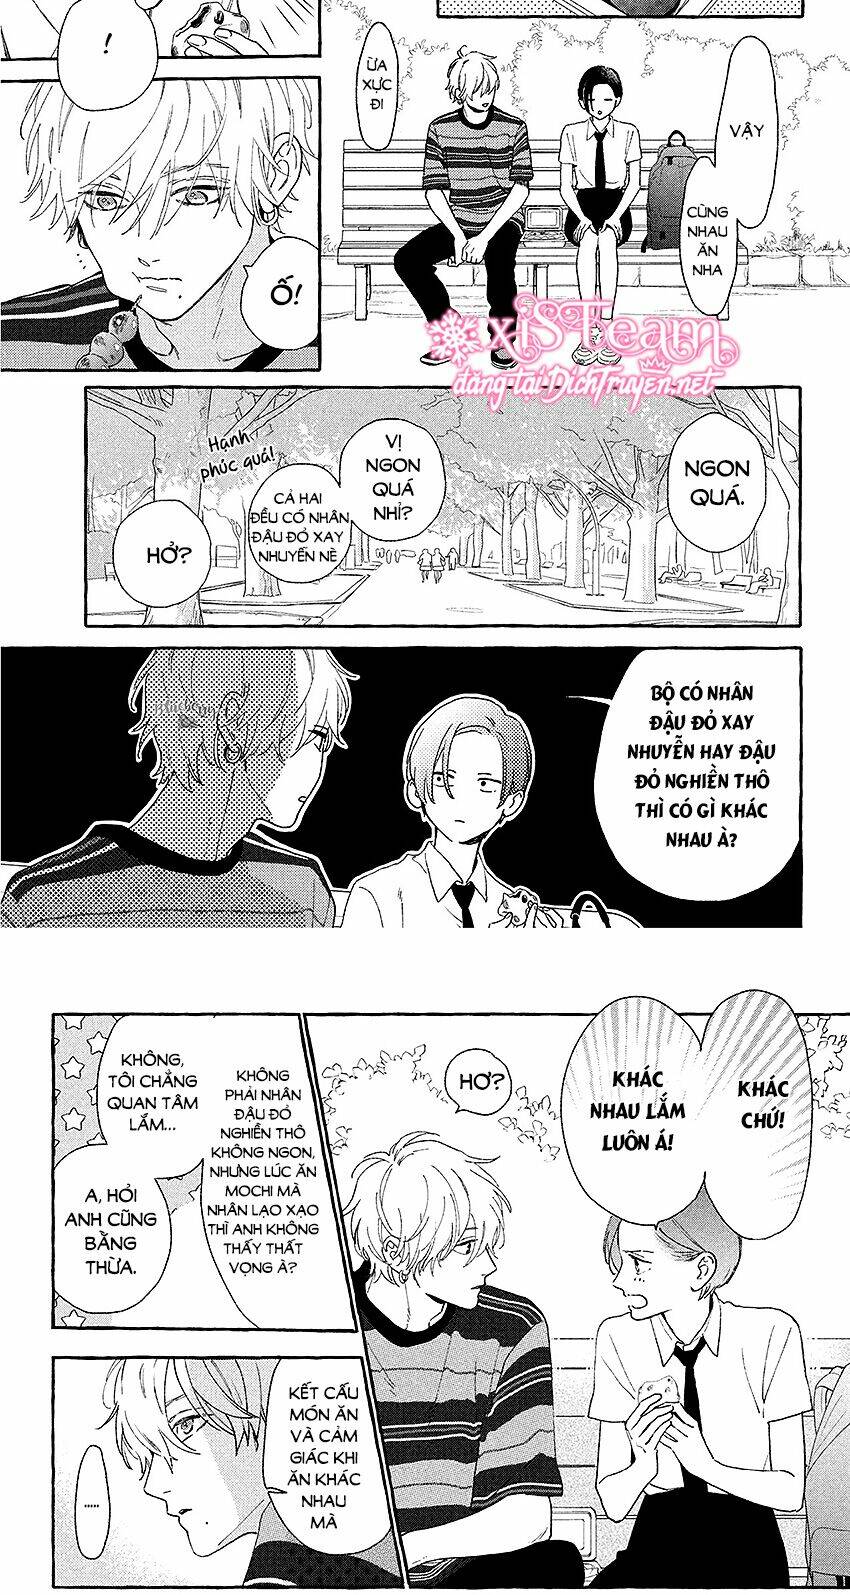 VẬY
CÙNG
NHAU
ĂN
NHA
ỪA
XỰC
ĐI
!
Ố!
xiSTeam
đăng tại DichTruyen.net
NGON
QUÁ.
VỊ
NGON
QUÁ
NHỈ?
CẢ HAI
ĐỀU CÓ NHÂN
ĐẬU ĐỎ XAY
NHUYỄN NÈ
Hạnh
phúc quá!
HỞ?
BỘ CÓ NHÂN
ĐẬU ĐỎ XAY
NHUYỄN HAY ĐẬU
ĐỎ NGHIỀN THÔ
THÌ CÓ GÌ KHÁC
NHAU À?
KHÁC
CHỨ!
KHÁC
NHAU LẮM
LUÔN Á!
HƠ?
KHÔNG
PHẢI NHÂN
ĐẬU ĐỎ
NGHIỀN THÔ
KHÔNG NGON,
NHƯNG LÚC ĂN
MOCHI MÀ
NHÂN LẠO XẠO
THÌ ANH KHÔNG
THẤY THẤT
VỌNG À?
KHÔNG,
TÔI CHẲNG
QUAN TÂM
LẮM...
A, HỎI
ANH CŨNG
BẰNG
THỪA.
KẾT CẤU
MÓN ĂN
VÀ CẢM
GIÁC KHI
ĂN KHÁC
NHAU
MÀ
......